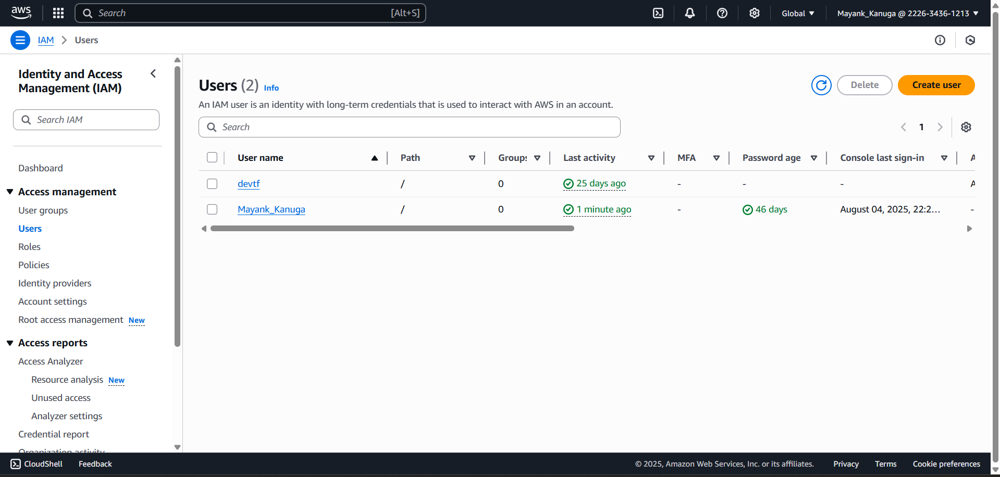 aws
Search [Alt+S]
Global
Mayank_Kanuga @ 2226-3436-1213
IAM
Users
Identity and Access
Management (IAM)
Search IAM
Dashboard
Access management
User groups
Users
Roles
Policies
Identity providers
Account settings
Root access management New
Access reports
Access Analyzer
Resource analysis New
Unused access
Analyzer settings
Credential report
Organization activity
Users (2) Info
Delete
Create user
An IAM user is an identity with long-term credentials that is used to interact with AWS in an account.
Search
1
User name Path Groups Last activity MFA Password age Console last sign-in A
devtf / 0 25 days ago - - - A
Mayank_Kanuga / 0 1 minute ago - 46 days August 04, 2025, 22:2... -
CloudShell Feedback
© 2025, Amazon Web Services, Inc. or its affiliates. Privacy Terms Cookie preferences